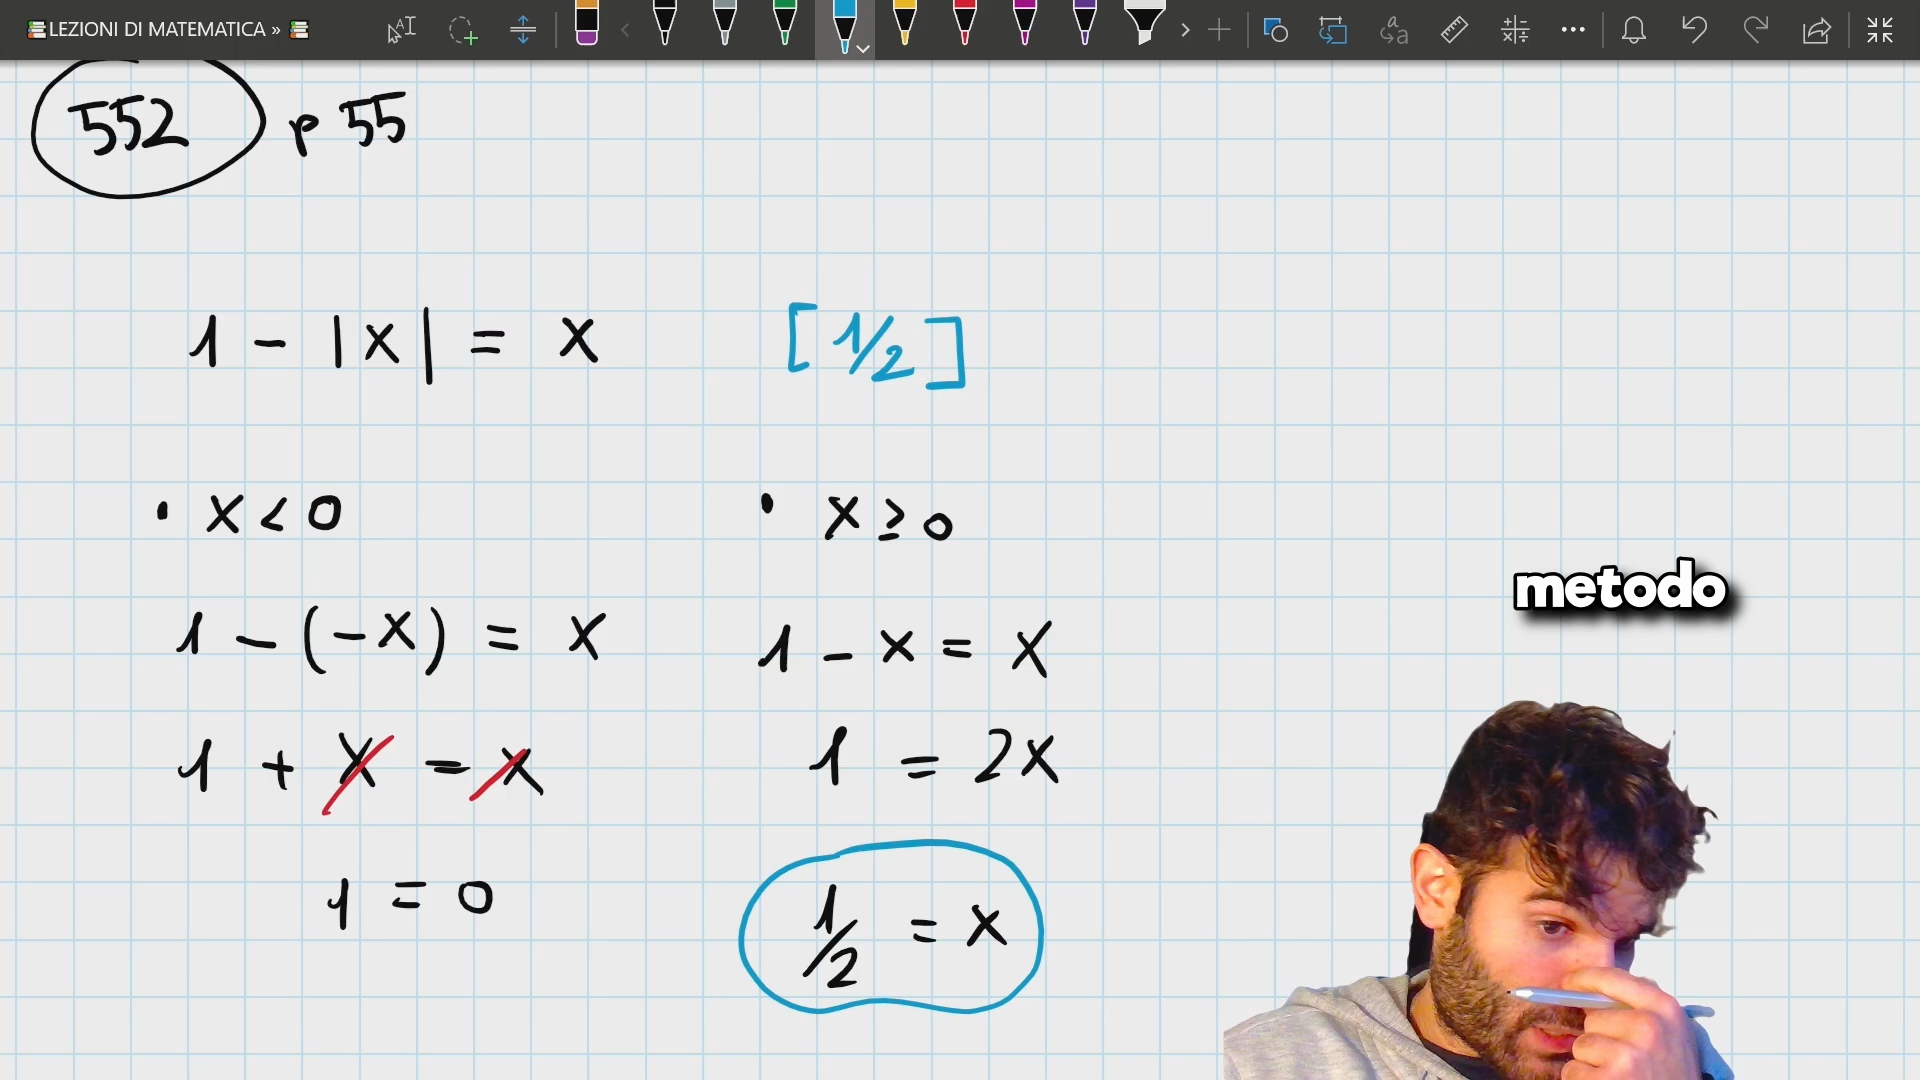 LEZIONI DI MATEMATICA »
552 p 55
1 - |x| = x [1/2]
• x < 0 • x ≥ 0
1 - (-x) = x 1 - x = x
metodo
1 + x = x 1 = 2x
1 = 0 1/2 = x